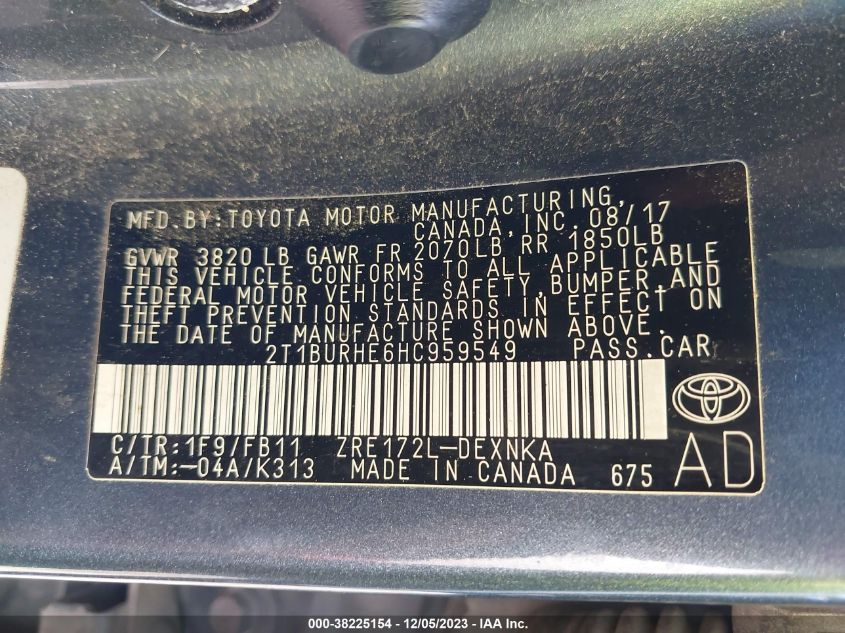 MFD.BY:TOYOTA MOTOR MANUFACTURING,
CANADA,INC. 08/17
GVWR 3820 LB GAWR FR 2070LB, RR 1850LB
THIS VEHICLE CONFORMS TO ALL APPLICABLE
FEDERAL MOTOR VEHICLE SAFETY,BUMPER,AND
THEFT PREVENTION STANDARDS IN EFFECT ON
THE DATE OF MANUFACTURE SHOWN ABOVE.
2T1BURHE6HC959549 PASS.CAR
C/TR:1F9/FB11 ZRE172L-DEXNKA
A/TM:-04A/K313 MADE IN CANADA 675
AD
000-38225154 - 12/05/2023 - IAA Inc.